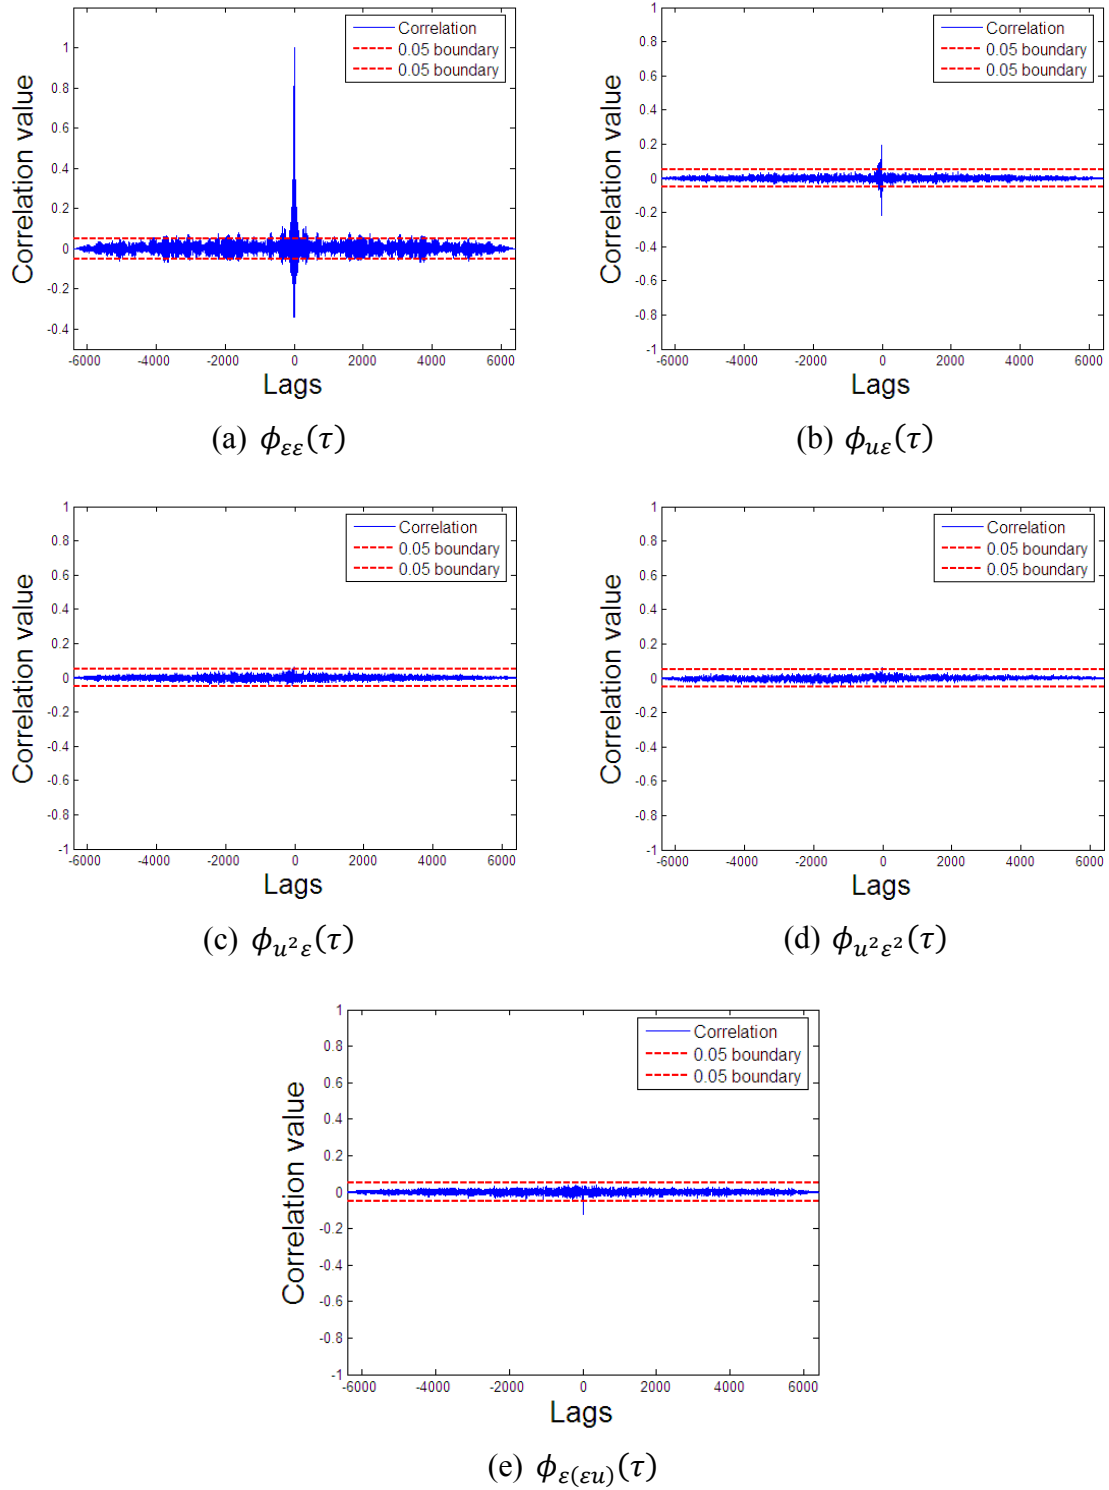 Correlation
0.05 boundary
0.05 boundary
1
0.8
0.6
0.4
0.2
0
-0.2
-0.4
Correlation value
-6000 -4000 -2000 0 2000 4000 6000
Lags
(a) ϕεε(τ)
Correlation
0.05 boundary
0.05 boundary
1
0.8
0.6
0.4
0.2
0
-0.2
-0.4
-0.6
-0.8
-1
Correlation value
-6000 -4000 -2000 0 2000 4000 6000
Lags
(b) ϕuε(τ)
Correlation
0.05 boundary
0.05 boundary
1
0.8
0.6
0.4
0.2
0
-0.2
-0.4
-0.6
-0.8
-1
Correlation value
-6000 -4000 -2000 0 2000 4000 6000
Lags
(c) ϕu²ε(τ)
Correlation
0.05 boundary
0.05 boundary
1
0.8
0.6
0.4
0.2
0
-0.2
-0.4
-0.6
-0.8
-1
Correlation value
-6000 -4000 -2000 0 2000 4000 6000
Lags
(d) ϕu²ε²(τ)
Correlation
0.05 boundary
0.05 boundary
1
0.8
0.6
0.4
0.2
0
-0.2
-0.4
-0.6
-0.8
-1
Correlation value
-6000 -4000 -2000 0 2000 4000 6000
Lags
(e) ϕε(εu)(τ)